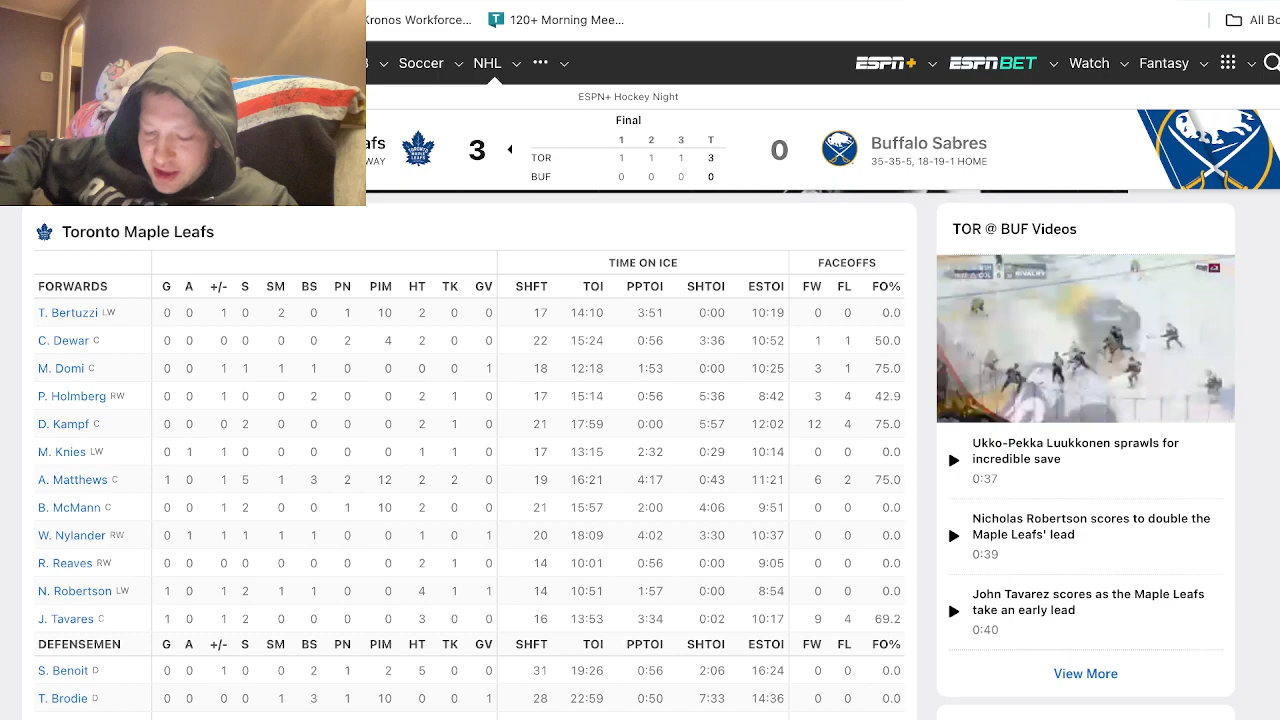 Kronos Workforce... T 120+ Morning Mee... All Bo
Soccer NHL ESPN+ ESPN BET Watch Fantasy
ESPN+ Hockey Night
Final
1 2 3 T
afs 3 TOR 1 1 1 3 0 Buffalo Sabres
WAY BUF 0 0 0 0 35-35-5, 18-19-1 HOME
Toronto Maple Leafs
TIME ON ICE FACEOFFS
FORWARDS G A +/- S SM BS PN PIM HT TK GV SHFT TOI PPTOI SHTOI ESTOI FW FL FO%
T. Bertuzzi LW 0 0 1 0 2 0 1 10 2 0 0 17 14:10 3:51 0:00 10:19 0 0 0.0
C. Dewar C 0 0 0 0 0 0 2 4 2 0 0 22 15:24 0:56 3:36 10:52 1 1 50.0
M. Domi C 0 0 1 1 1 1 0 0 0 0 1 18 12:18 1:53 0:00 10:25 3 1 75.0
P. Holmberg RW 0 0 1 0 0 2 0 0 2 1 0 17 15:14 0:56 5:36 8:42 3 4 42.9
D. Kampf C 0 0 0 2 0 0 0 0 2 1 0 21 17:59 0:00 5:57 12:02 12 4 75.0
M. Knies LW 0 1 1 0 0 0 0 0 1 1 0 17 13:15 2:32 0:29 10:14 0 0 0.0
A. Matthews C 1 0 1 5 1 3 2 12 2 2 0 19 16:21 4:17 0:43 11:21 6 2 75.0
B. McMann C 0 0 1 2 0 0 1 10 2 0 0 21 15:57 2:00 4:06 9:51 0 0 0.0
W. Nylander RW 0 1 1 1 1 1 0 0 1 0 1 20 18:09 4:02 3:30 10:37 0 0 0.0
R. Reaves RW 0 0 0 0 0 0 0 0 2 1 0 14 10:01 0:56 0:00 9:05 0 0 0.0
N. Robertson LW 1 0 1 2 1 1 0 0 4 1 1 14 10:51 1:57 0:00 8:54 0 0 0.0
J. Tavares C 1 0 1 2 0 0 0 0 3 0 0 16 13:53 3:34 0:02 10:17 9 4 69.2
DEFENSEMEN G A +/- S SM BS PN PIM HT TK GV SHFT TOI PPTOI SHTOI ESTOI FW FL FO%
S. Benoit D 0 0 1 0 0 2 1 2 5 0 0 31 19:26 0:56 2:06 16:24 0 0 0.0
T. Brodie D 0 0 0 0 1 3 1 10 0 0 1 28 22:59 0:50 7:33 14:36 0 0 0.0
TOR @ BUF Videos
RIVALRY
Ukko-Pekka Luukkonen sprawls for
incredible save
0:37
Nicholas Robertson scores to double the
Maple Leafs' lead
0:39
John Tavarez scores as the Maple Leafs
take an early lead
0:40
View More